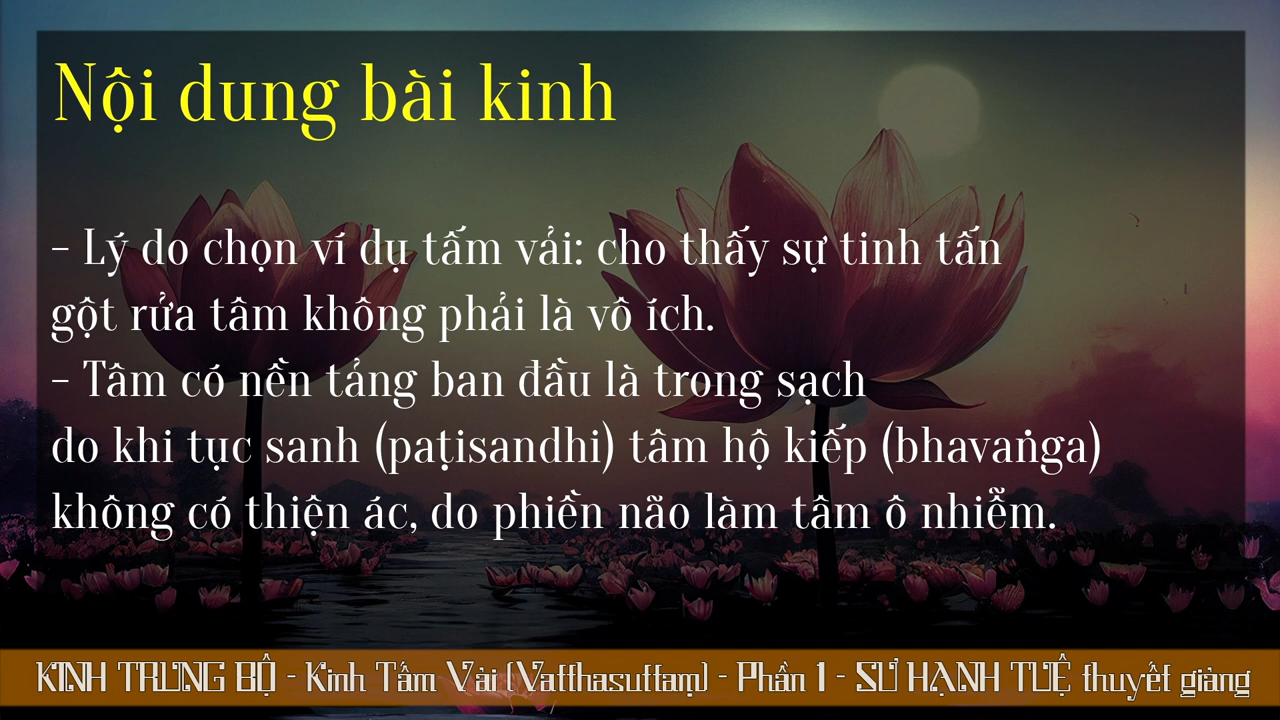 Nội dung bài kinh
– Lý do chọn ví dụ tấm vải: cho thấy sự tinh tấn
gột rửa tâm không phải là vô ích.
– Tâm có nền tảng ban đầu là trong sạch
do khi tục sanh (paṭisandhi) tâm hộ kiếp (bhavaṅga)
không có thiện ác, do phiền não làm tâm ô nhiễm.
KINH TRUNG BỘ - Kinh Tấm Vải (Vatthasuttaṃ) - Phần 1 - SƯ HẠNH TUỆ thuyết giảng